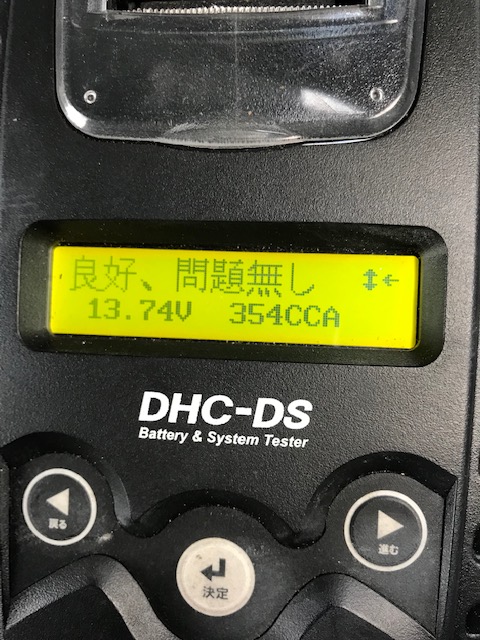 良好、問題無し ↕←
13.74V 354CCA
DHC-DS
Battery & System Tester
戻る
進む
決定